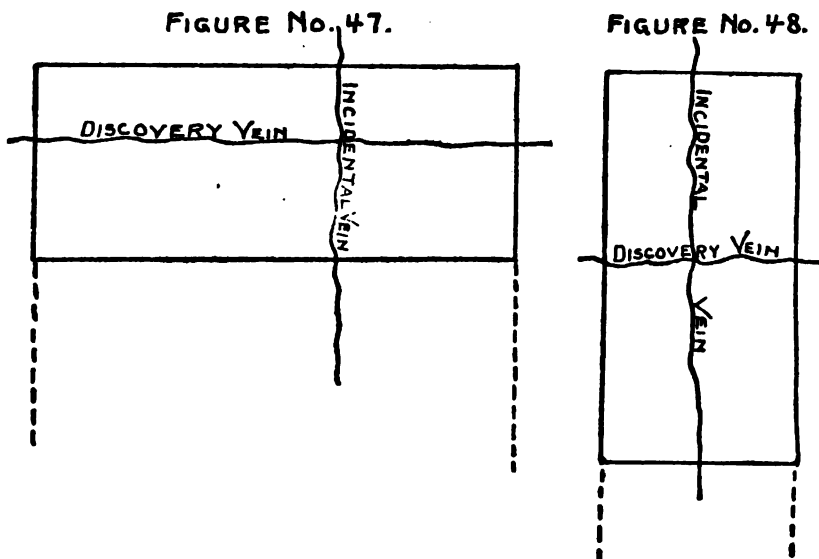 FIGURE No. 47.
FIGURE No. 48.
DISCOVERY VEIN
INCIDENTAL VEIN
INCIDENTAL
DISCOVERY VEIN
VEIN